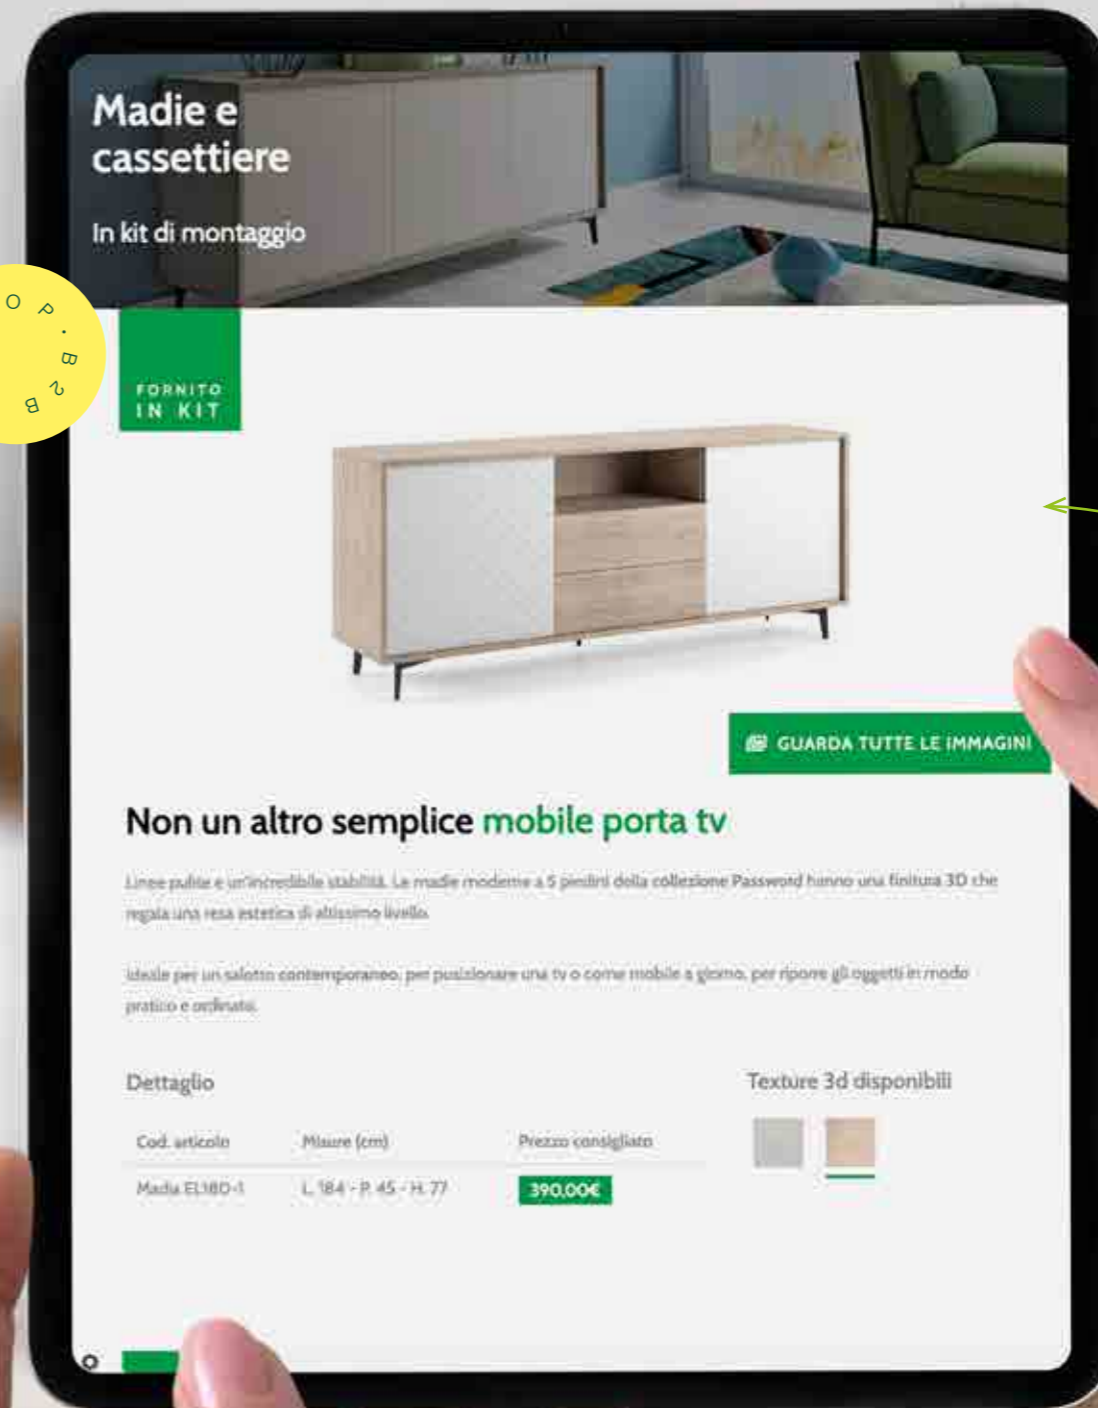 Madie e
cassettiere
In kit di montaggio
OP·B2B
FORNITO
IN KIT
GUARDA TUTTE LE IMMAGINI
Non un altro semplice mobile porta tv
Linee pulite e un'incredibile stabilità. Le madie moderne a 5 piedini della collezione Password hanno una finitura 3D che
regala una resa estetica di altissimo livello.
Ideale per un salotto contemporaneo, per posizionare una tv o come mobile a giorno, per riporre gli oggetti in modo
pratico e ordinato.
Dettaglio
Texture 3d disponibili
Cod. articolo Misure (cm) Prezzo consigliato
Madia EL180-1 L. 184 - P. 45 - H. 77 390,00€